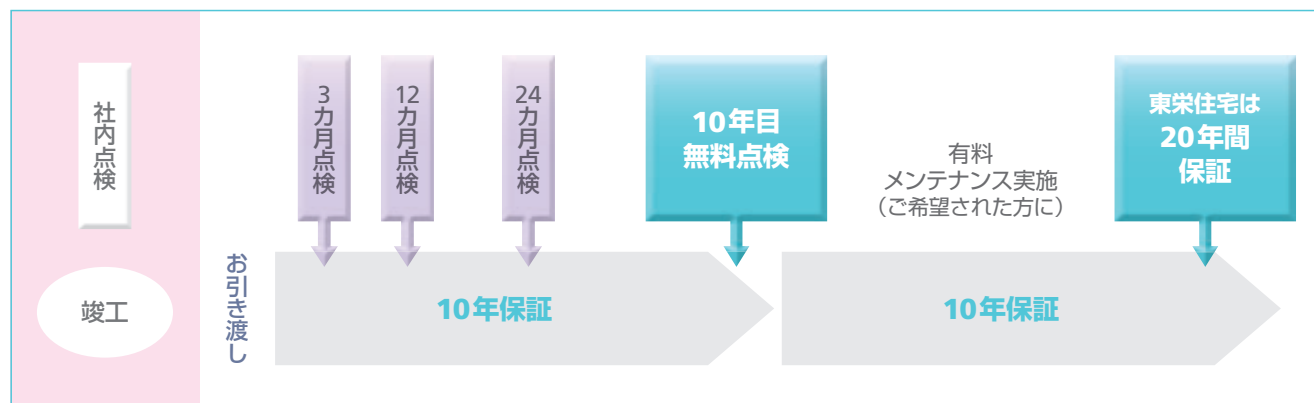 社内点検
竣工
お引き渡し
3カ月点検
12カ月点検
24カ月点検
10年目
無料点検
有料
メンテナンス実施
（ご希望された方に）
東栄住宅は
20年間
保証
10年保証
10年保証